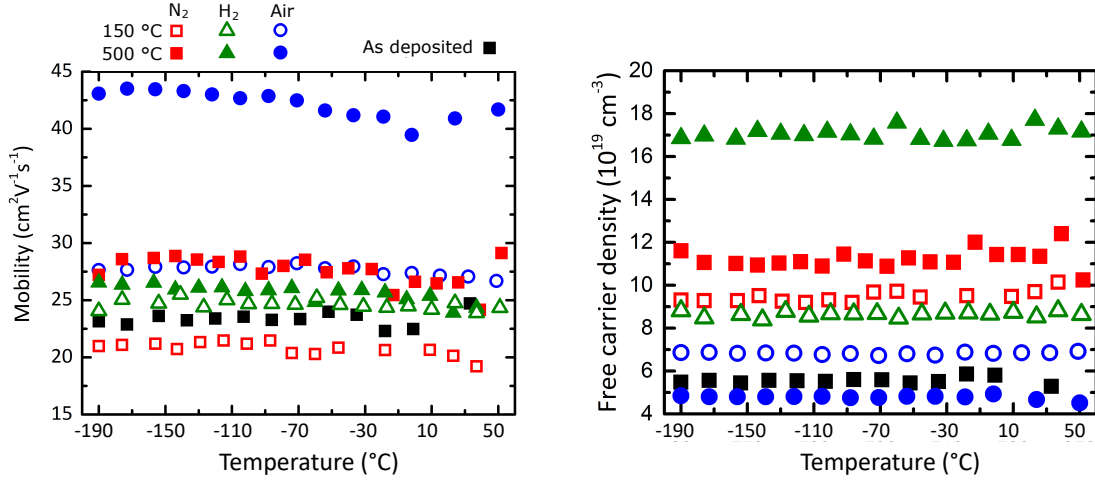 N₂ H₂ Air
150 °C
500 °C
As deposited
45
40
35
30
25
20
15
-190 -150 -110 -70 -30 10 50
Mobility (cm²V⁻¹s⁻¹)
Temperature (°C)
20
18
16
14
12
10
8
6
4
-190 -150 -110 -70 -30 10 50
Free carrier density (10¹⁹ cm⁻³)
Temperature (°C)